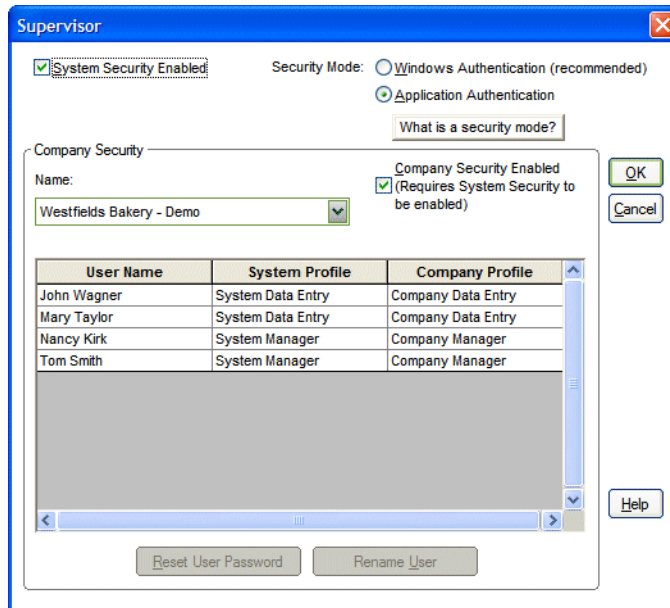 Supervisor
System Security Enabled
Security Mode:
Windows Authentication (recommended)
Application Authentication
What is a security mode?
Company Security
Name:
Westfields Bakery - Demo
Company Security Enabled
(Requires System Security to
be enabled)
OK
Cancel
User Name System Profile Company Profile
John Wagner System Data Entry Company Data Entry
Mary Taylor System Data Entry Company Data Entry
Nancy Kirk System Manager Company Manager
Tom Smith System Manager Company Manager
Help
Reset User Password
Rename User